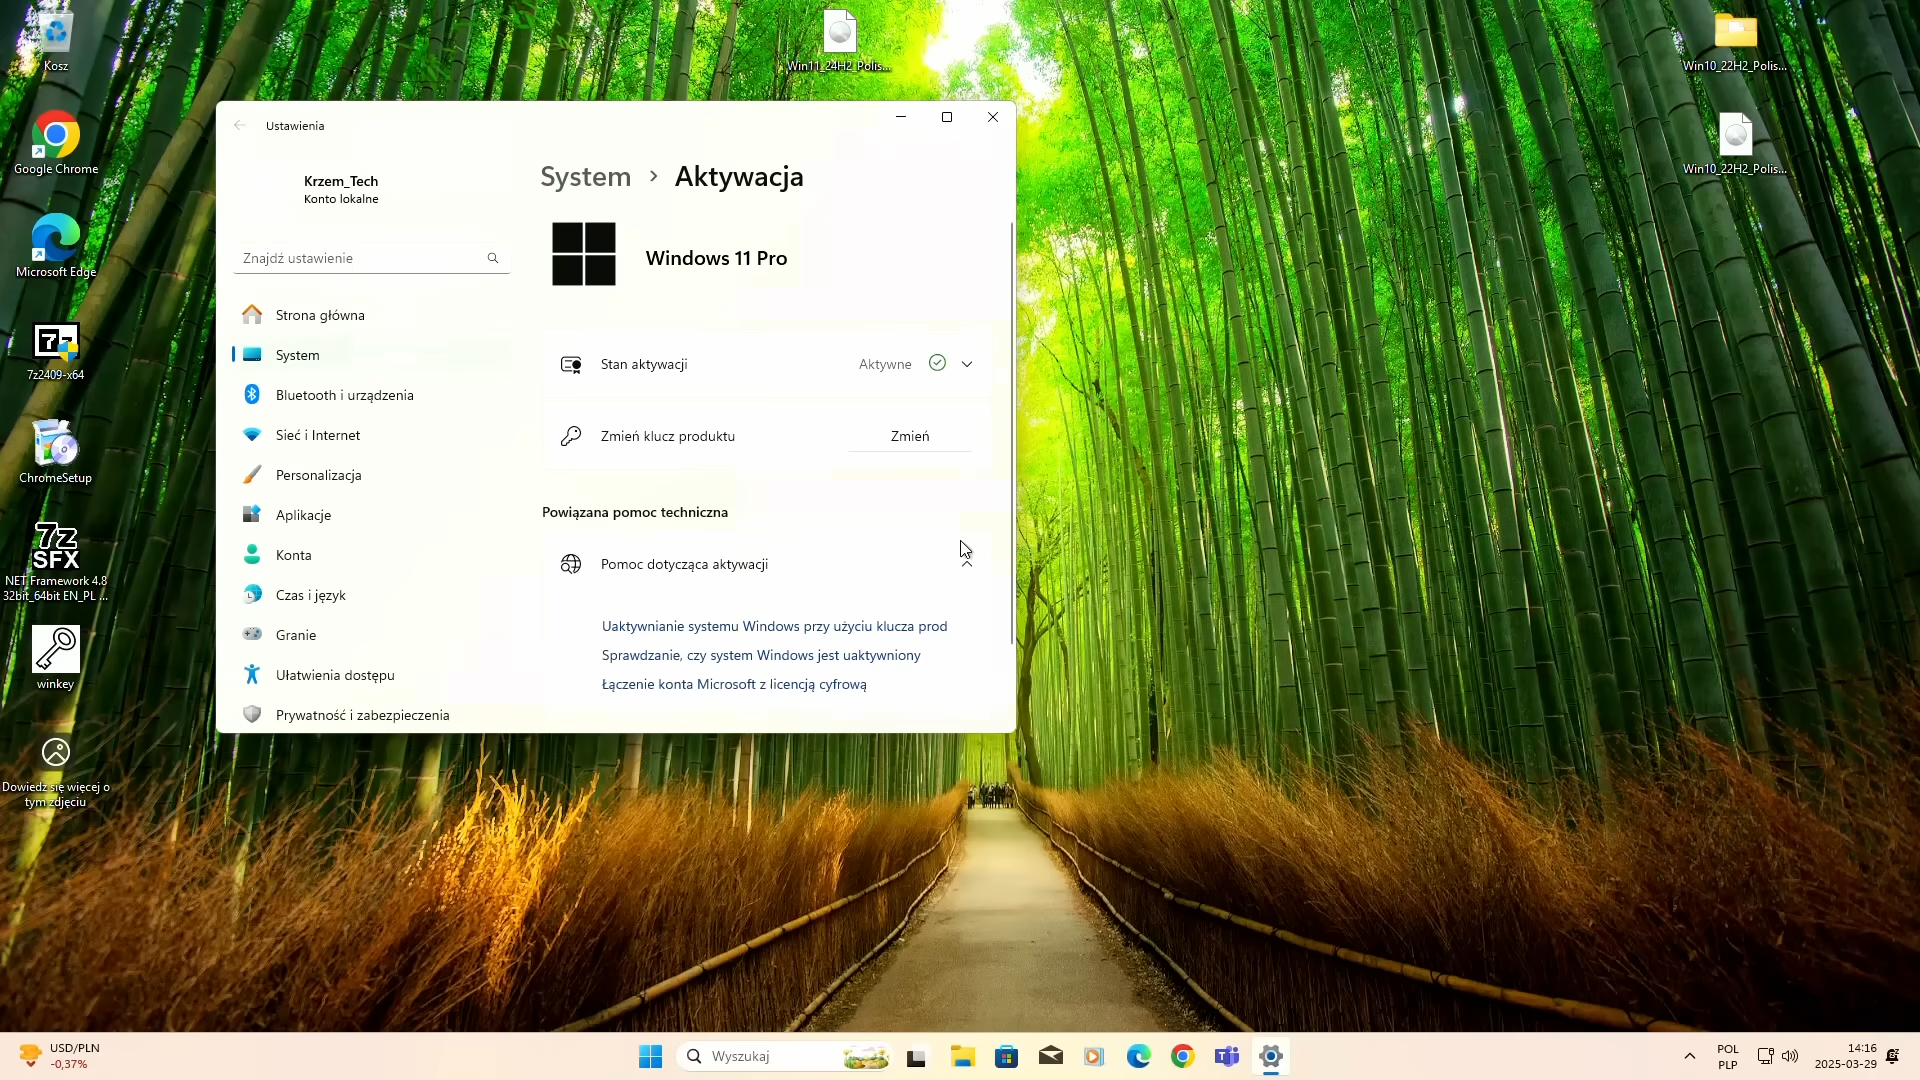 Kosz
Google Chrome
Microsoft Edge
7z2409-x64
ChromeSetup
7z
SFX
NET Framework 4.8
32bit_64bit EN_PL ...
winkey
Dowiedz się więcej o
tym zdjęciu
Win11_24H2_Polis...
Win10_22H2_Polis...
Win10_22H2_Polis...
Ustawienia
Krzem_Tech
Konto lokalne
Znajdź ustawienie
Strona główna
System
Bluetooth i urządzenia
Sieć i Internet
Personalizacja
Aplikacje
Konta
Czas i język
Granie
Ułatwienia dostępu
Prywatność i zabezpieczenia
System > Aktywacja
Windows 11 Pro
Stan aktywacji Aktywne
Zmień klucz produktu Zmień
Powiązana pomoc techniczna
Pomoc dotycząca aktywacji
Uaktywnianie systemu Windows przy użyciu klucza prod
Sprawdzanie, czy system Windows jest uaktywniony
Łączenie konta Microsoft z licencją cyfrową
USD/PLN
-0,37%
Wyszukaj
POL
PLP
14:16
2025-03-29